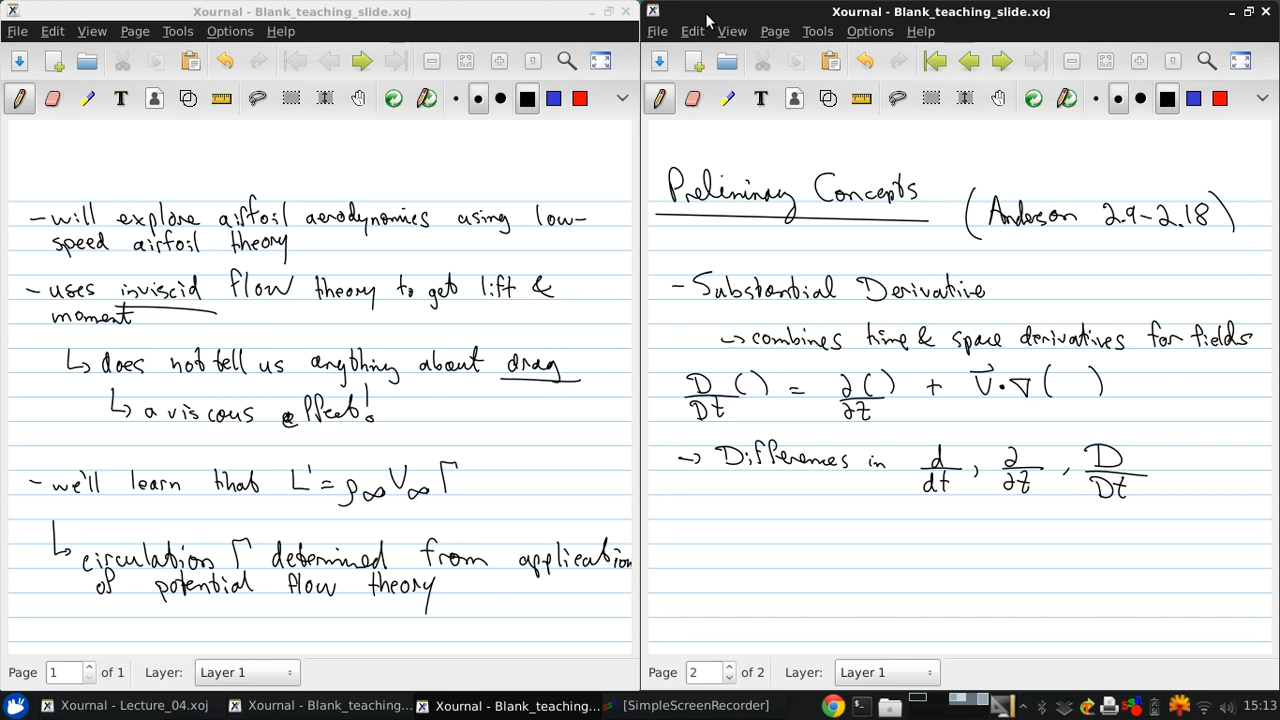 Xournal - Blank_teaching_slide.xoj
File Edit View Page Tools Options Help
- will explore airfoil aerodynamics using low-
speed airfoil theory
- uses inviscid flow theory to get lift &
moment
↳ does not tell us anything about drag
↳ a viscous effect!
- we'll learn that L' = ρ∞ V∞ Γ
↳ circulation Γ determined from application
of potential flow theory
Page 1 of 1 Layer: Layer 1
Xournal - Blank_teaching_slide.xoj
File Edit View Page Tools Options Help
Preliminary Concepts (Anderson 2.9-2.18)
- Substantial Derivative
→ combines time & space derivatives for fields
D/Dt ( ) = ∂( )/∂t + V⃗·∇( )
→ Differences in d/dt, ∂/∂t, D/Dt
Page 2 of 2 Layer: Layer 1
Xournal - Lecture_04.xoj Xournal - Blank_teaching... Xournal - Blank_teaching... [SimpleScreenRecorder] 15:13